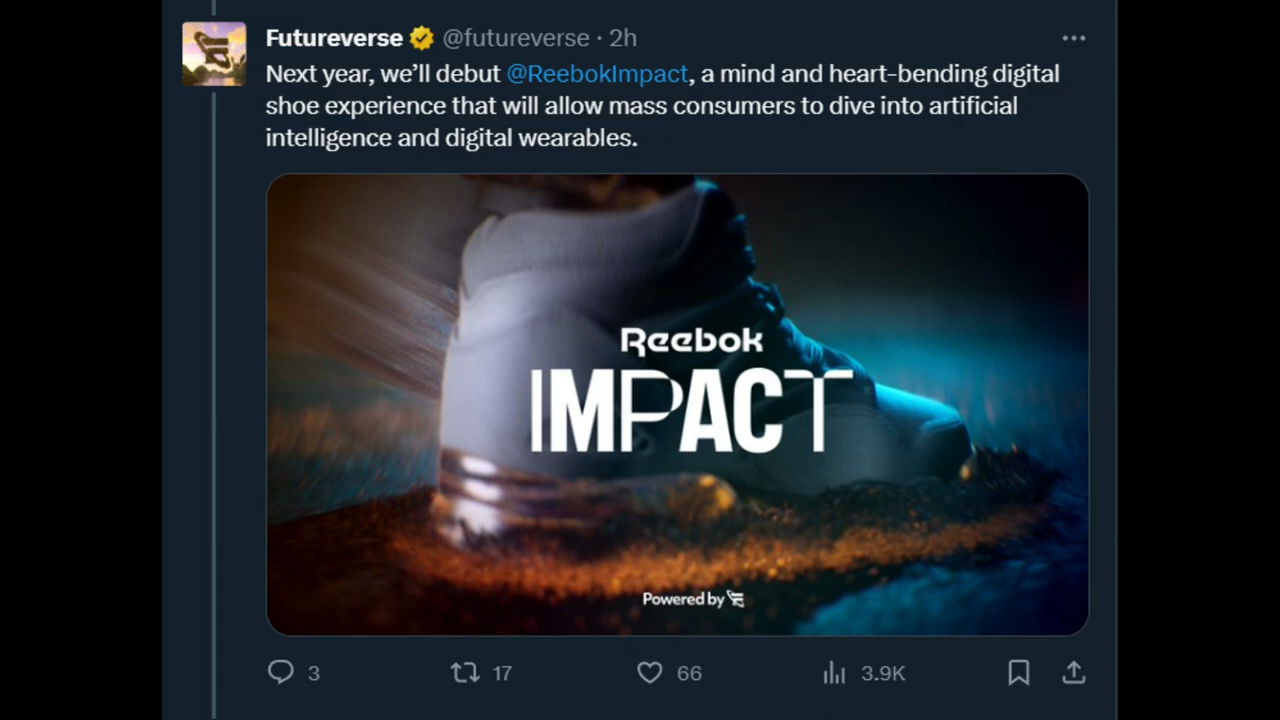 Futureverse @futureverse · 2h
Next year, we’ll debut @ReebokImpact, a mind and heart-bending digital
shoe experience that will allow mass consumers to dive into artificial
intelligence and digital wearables.
Reebok
IMPACT
Powered by
3 17 66 3.9K